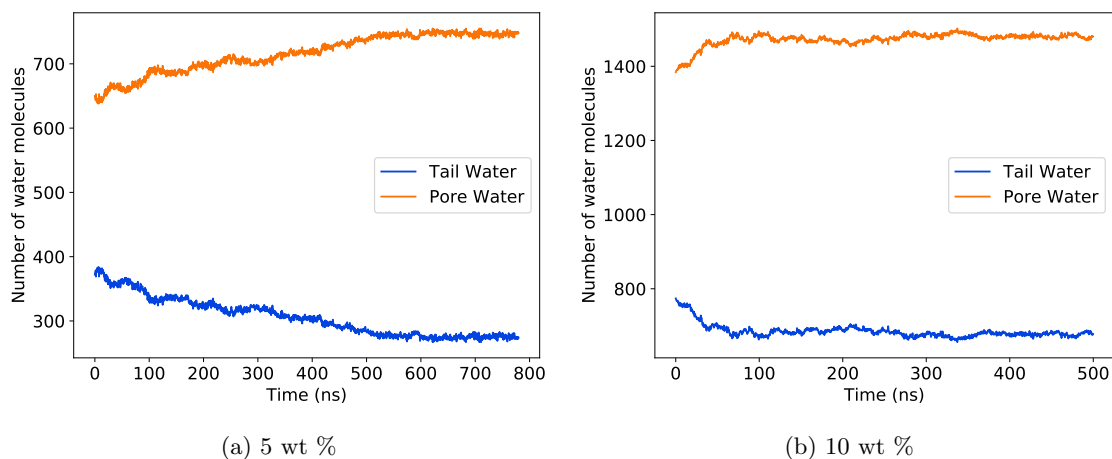 Number of water molecules
700
600
500
400
300
Tail Water
Pore Water
0 100 200 300 400 500 600 700 800
Time (ns)
(a) 5 wt %
Number of water molecules
1400
1200
1000
800
Tail Water
Pore Water
0 100 200 300 400 500
Time (ns)
(b) 10 wt %